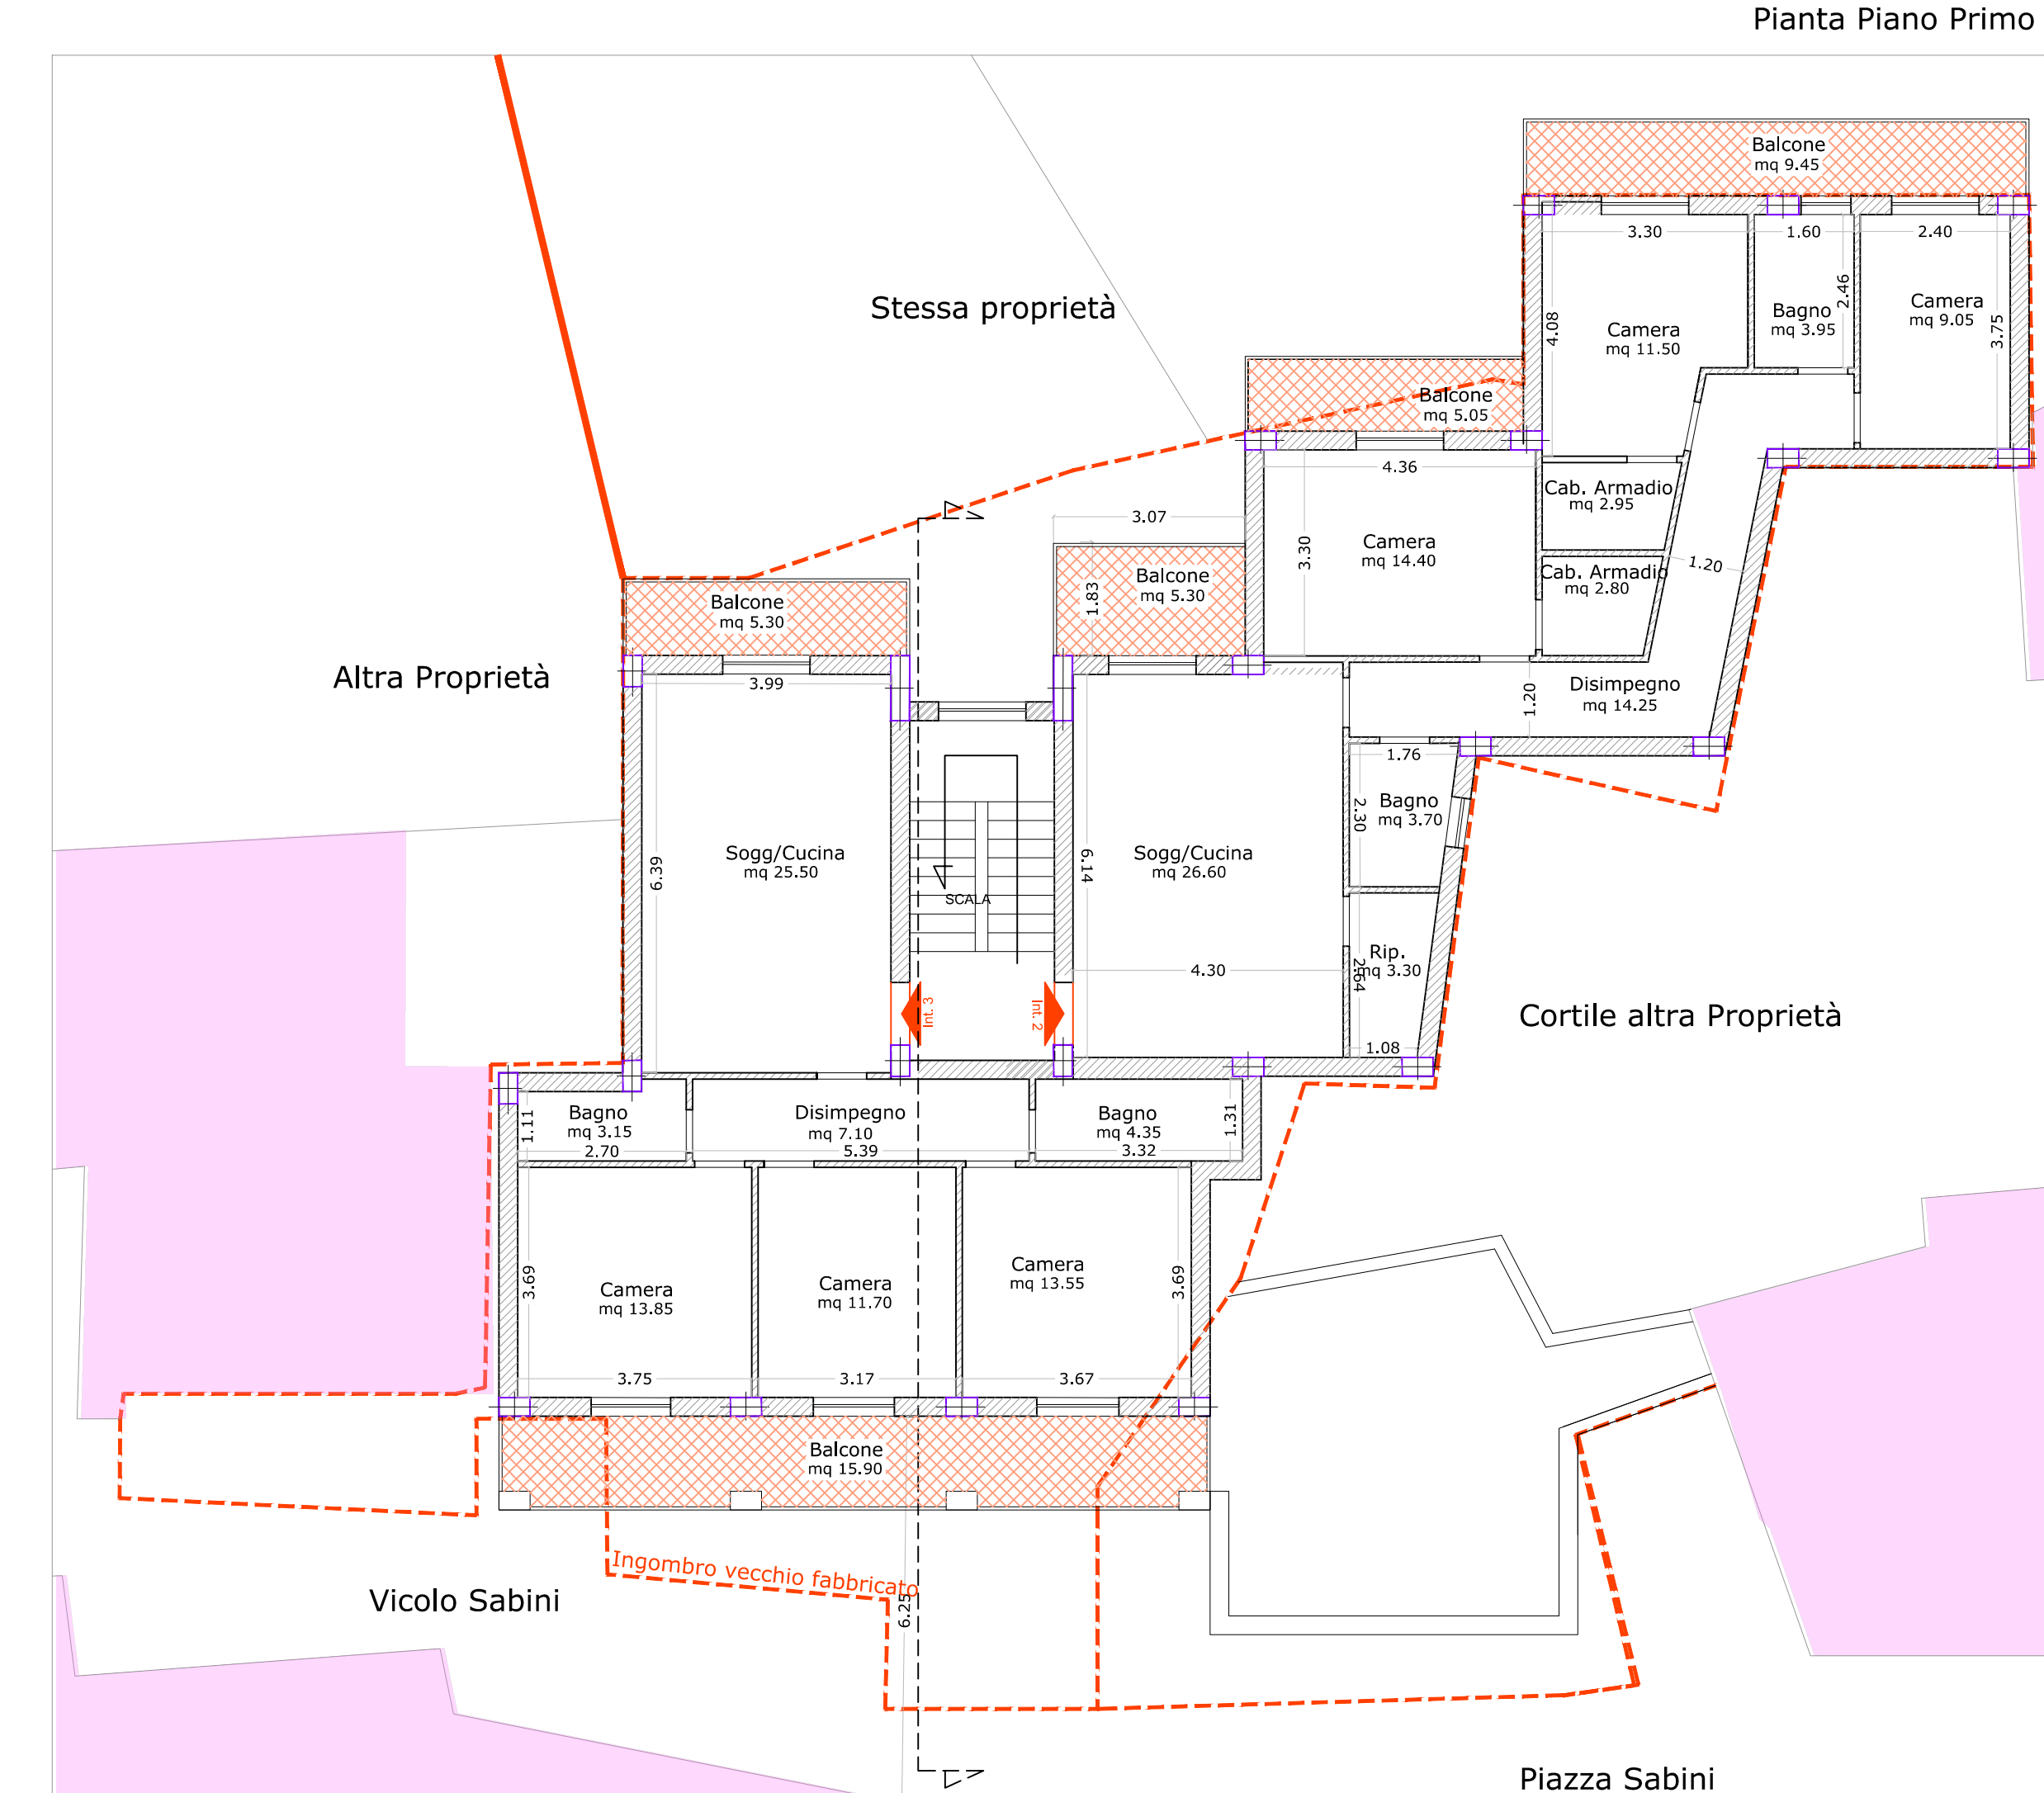 Pianta Piano Primo
Balcone
mq 9.45
3.30
1.60
2.40
4.08
2.46
3.75
Camera
mq 11.50
Bagno
mq 3.95
Camera
mq 9.05
Stessa proprietà
Balcone
mq 5.05
4.36
Cab. Armadio
mq 2.95
3.07
3.30
Camera
mq 14.40
Cab. Armadio
mq 2.80
1.20
Balcone
mq 5.30
1.83
Balcone
mq 5.30
Altra Proprietà
3.99
Disimpegno
mq 14.25
1.20
1.76
Bagno
mq 3.70
2.30
Sogg/Cucina
mq 25.50
6.39
Sogg/Cucina
mq 26.60
6.14
SCALA
Rip.
mq 3.30
2.64
4.30
Int. 3
Int. 2
1.08
Cortile altra Proprietà
Bagno
mq 3.15
2.70
1.11
Disimpegno
mq 7.10
5.39
Bagno
mq 4.35
3.32
1.31
3.69
Camera
mq 13.85
Camera
mq 11.70
Camera
mq 13.55
3.69
3.75
3.17
3.67
Balcone
mq 15.90
Ingombro vecchio fabbricato
6.25
Vicolo Sabini
Piazza Sabini